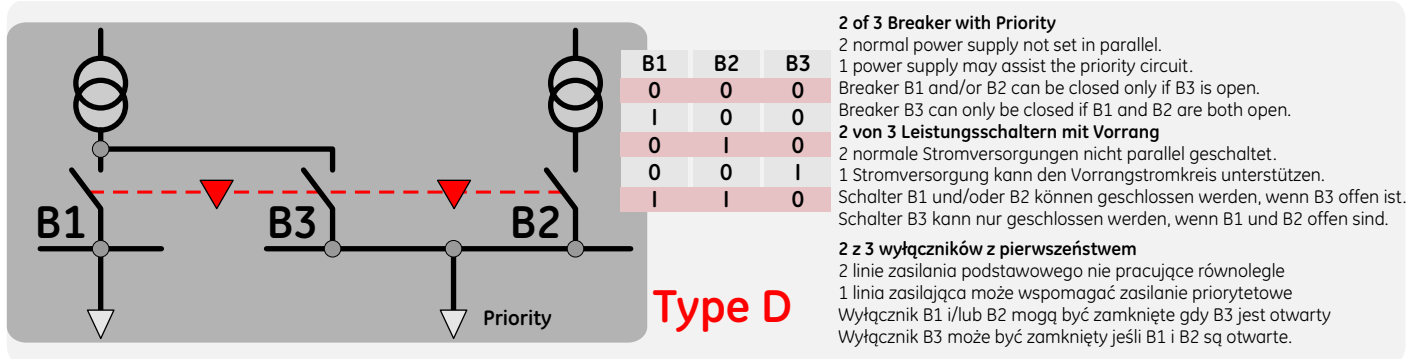 B1
B3
B2
Priority
Type D
B1 B2 B3
0 0 0
I 0 0
0 I 0
0 0 I
I I 0
2 of 3 Breaker with Priority
2 normal power supply not set in parallel.
1 power supply may assist the priority circuit.
Breaker B1 and/or B2 can be closed only if B3 is open.
Breaker B3 can only be closed if B1 and B2 are both open.
2 von 3 Leistungsschaltern mit Vorrang
2 normale Stromversorgungen nicht parallel geschaltet.
1 Stromversorgung kann den Vorrangstromkreis unterstützen.
Schalter B1 und/oder B2 können geschlossen werden, wenn B3 offen ist.
Schalter B3 kann nur geschlossen werden, wenn B1 und B2 offen sind.
2 z 3 wyłączników z pierwszeństwem
2 linie zasilania podstawowego nie pracujące równolegle
1 linia zasilająca może wspomagać zasilanie priorytetowe
Wyłącznik B1 i/lub B2 mogą być zamknięte gdy B3 jest otwarty
Wyłącznik B3 może być zamknięty jeśli B1 i B2 są otwarte.